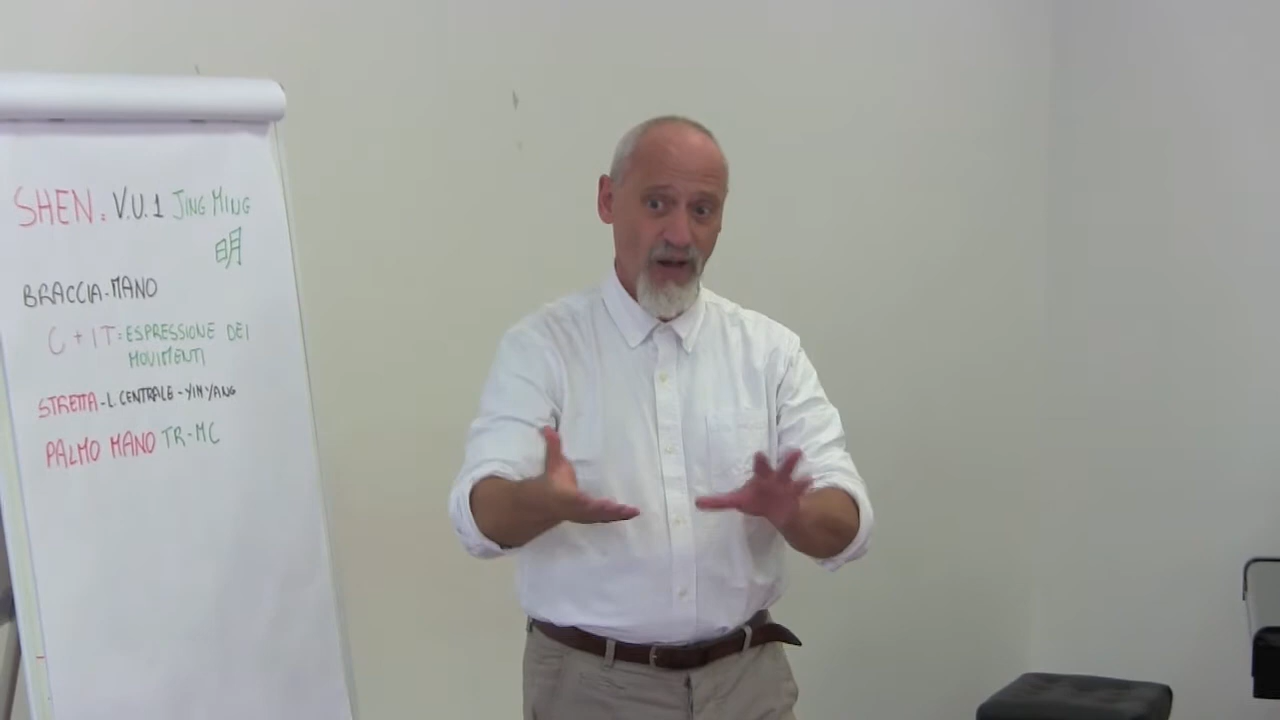 SHEN: V.U.1 JING MING
明
BRACCIA-MANO
C + IT=ESPRESSIONE DEI
MOVIMENTI
STRETTA-L.CENTRALE-YIN YANG
PALMO MANO TR-MC